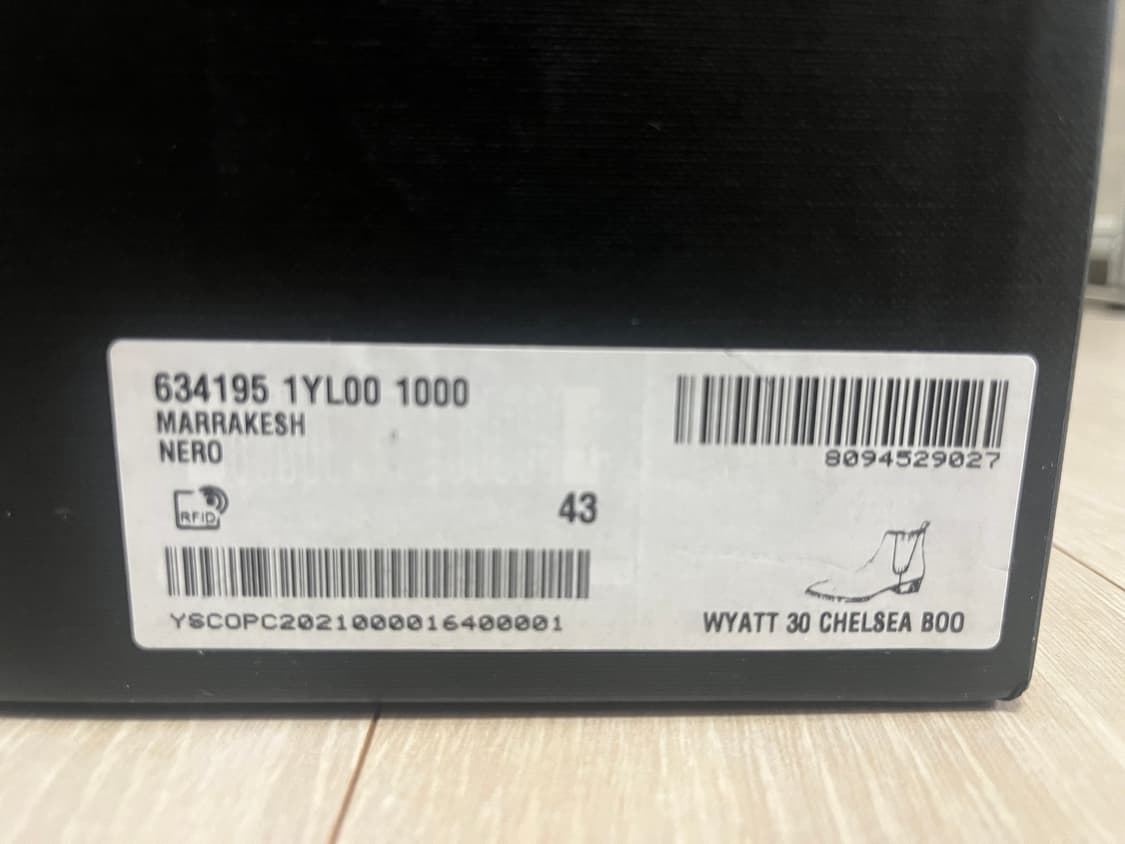 634195 1YL00 1000
MARRAKESH
NERO
RFID
43
YSCOPC2021000016400001
8094529027
WYATT 30 CHELSEA BOO